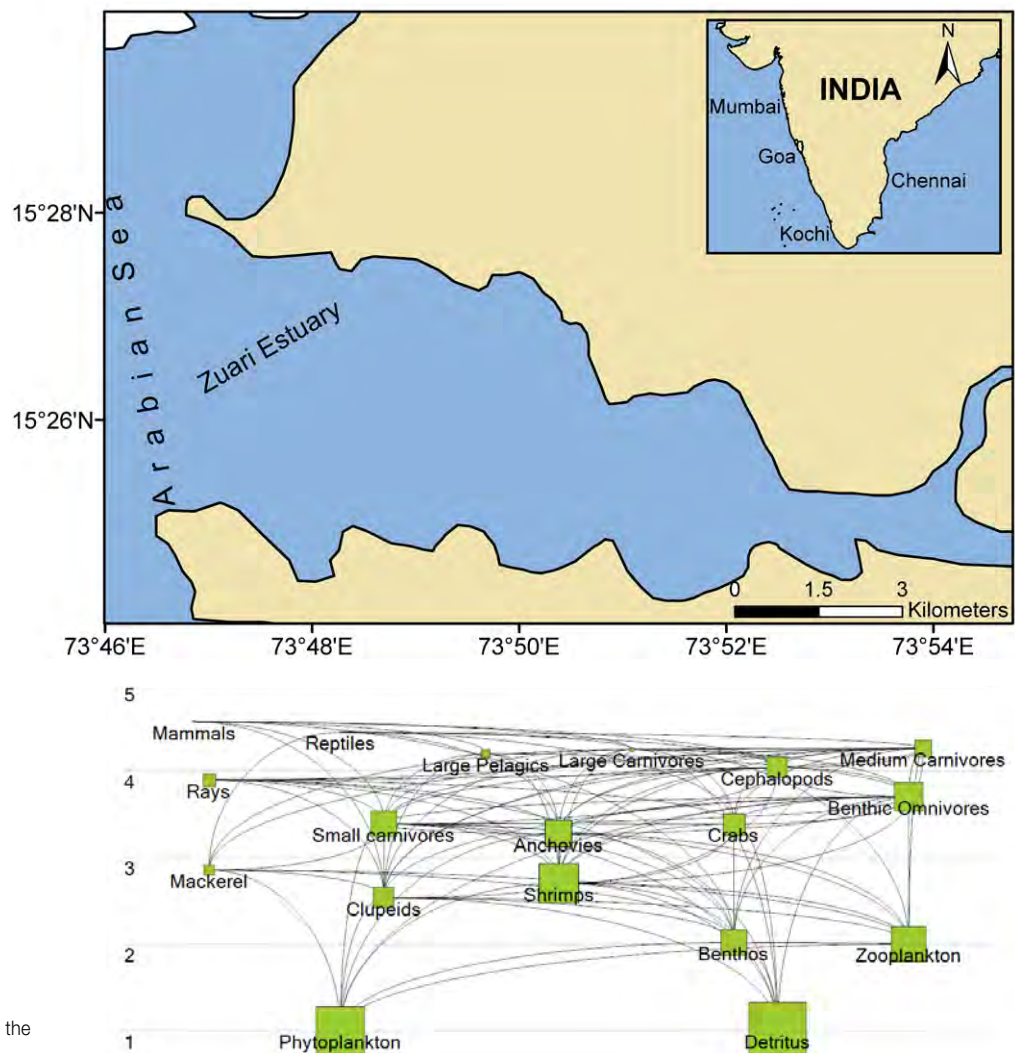 N
INDIA
Mumbai
Goa
Chennai
Kochi
15°28'N
Arabian Sea
Zuari Estuary
15°26'N
0 1.5 3
Kilometers
73°46'E 73°48'E 73°50'E 73°52'E 73°54'E
5
Mammals
Reptiles
Large Pelagics
Large Carnivores
Medium Carnivores
Cephalopods
4
Rays
Benthic Omnivores
Small carnivores
Anchovies
Crabs
3
Mackerel
Shrimps
Clupeids
2
Benthos
Zooplankton
the
1
Phytoplankton
Detritus